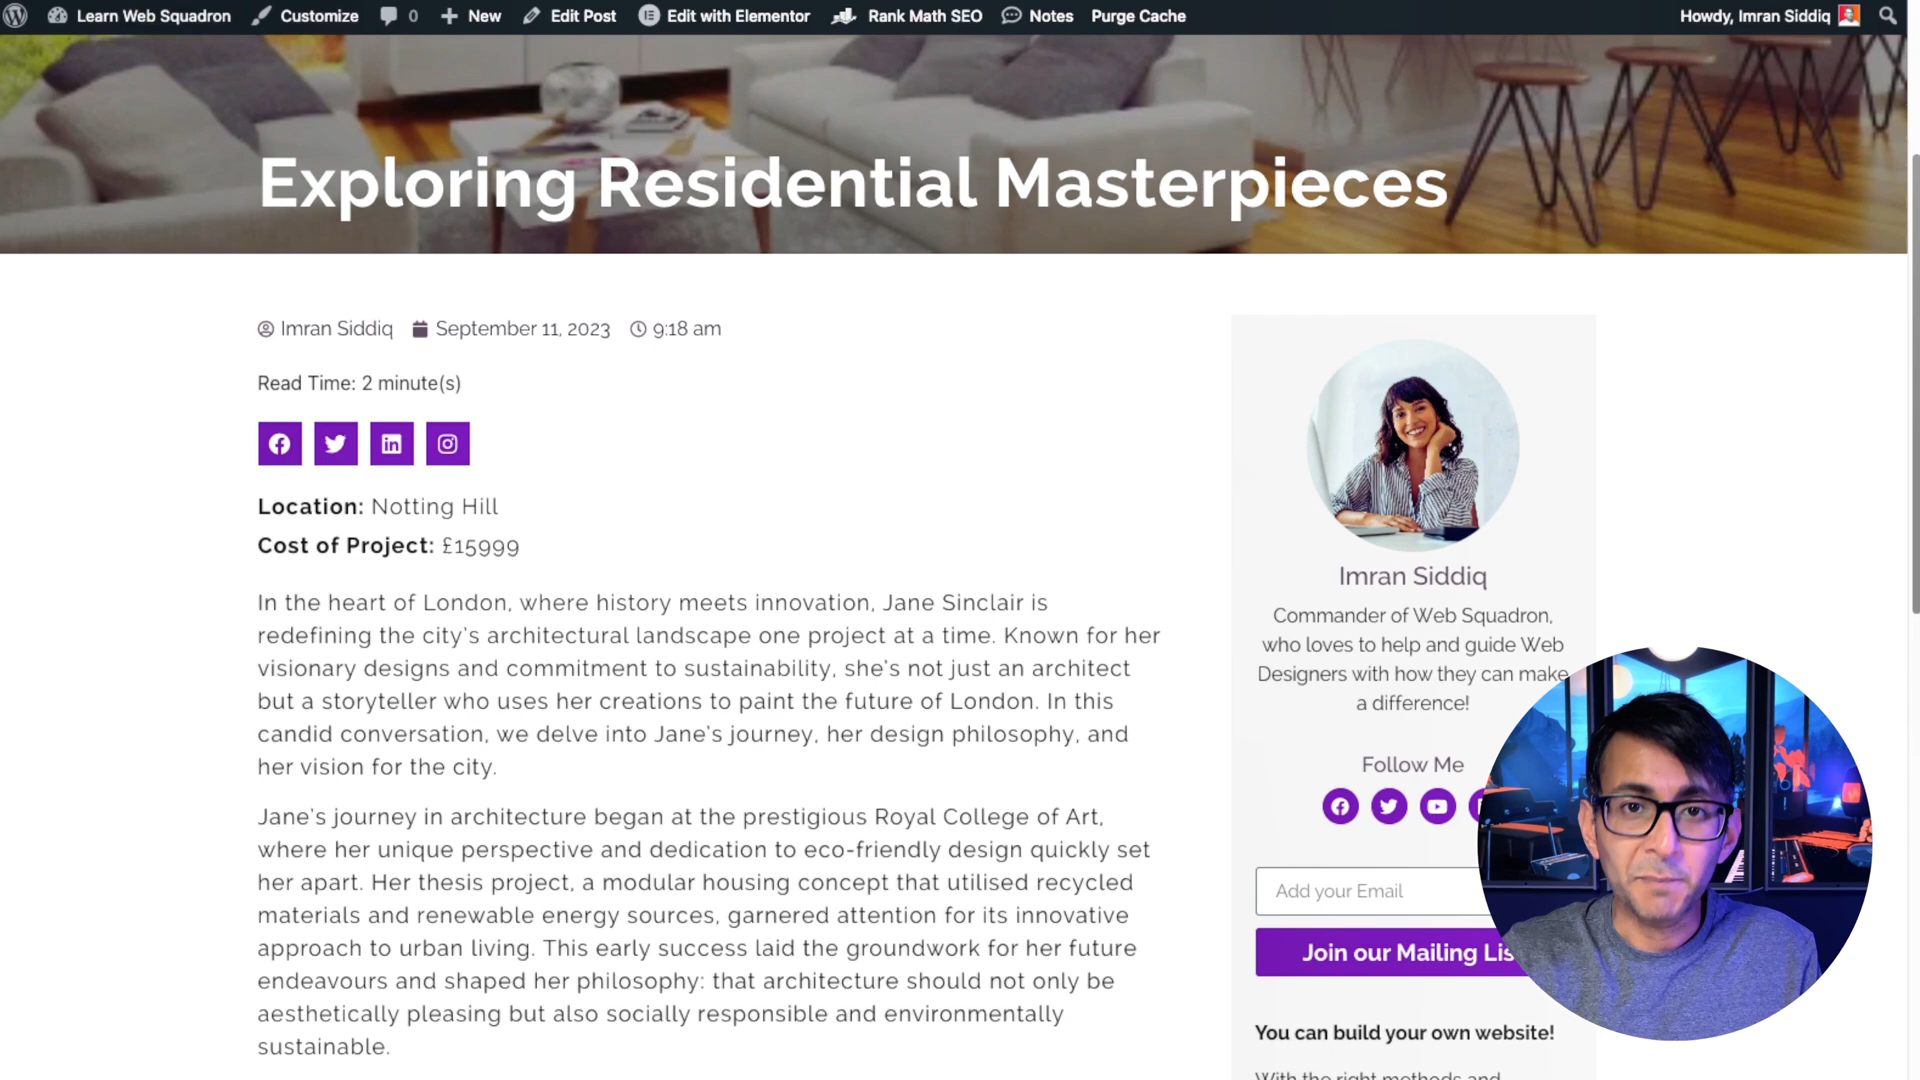 Learn Web Squadron Customize 0 New Edit Post Edit with Elementor Rank Math SEO Notes Purge Cache Howdy, Imran Siddiq
Exploring Residential Masterpieces
Imran Siddiq September 11, 2023 9:18 am
Read Time: 2 minute(s)
Location: Notting Hill
Cost of Project: £15999
In the heart of London, where history meets innovation, Jane Sinclair is
redefining the city's architectural landscape one project at a time. Known for her
visionary designs and commitment to sustainability, she's not just an architect
but a storyteller who uses her creations to paint the future of London. In this
candid conversation, we delve into Jane's journey, her design philosophy, and
her vision for the city.
Jane's journey in architecture began at the prestigious Royal College of Art,
where her unique perspective and dedication to eco-friendly design quickly set
her apart. Her thesis project, a modular housing concept that utilised recycled
materials and renewable energy sources, garnered attention for its innovative
approach to urban living. This early success laid the groundwork for her future
endeavours and shaped her philosophy: that architecture should not only be
aesthetically pleasing but also socially responsible and environmentally
sustainable.
Imran Siddiq
Commander of Web Squadron,
who loves to help and guide Web
Designers with how they can make
a difference!
Follow Me
Add your Email
Join our Mailing Lis
You can build your own website!
With the right methods and